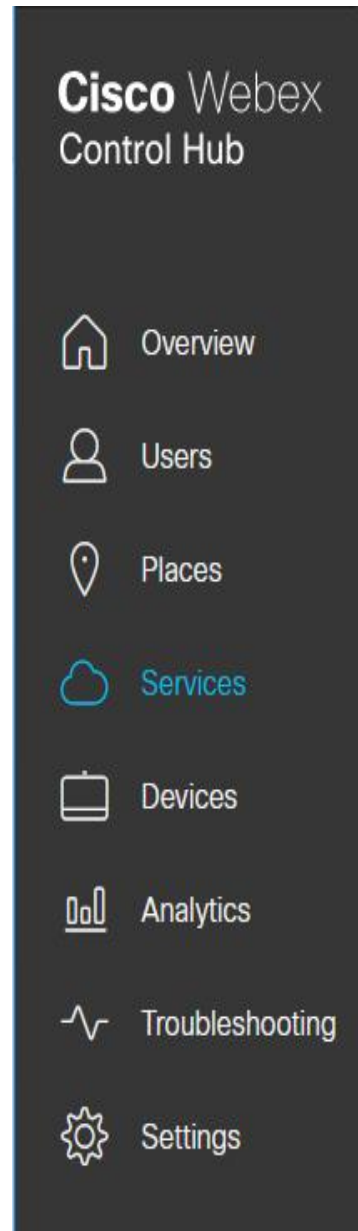 Cisco Webex
Control Hub
Overview
Users
Places
Services
Devices
Analytics
Troubleshooting
Settings